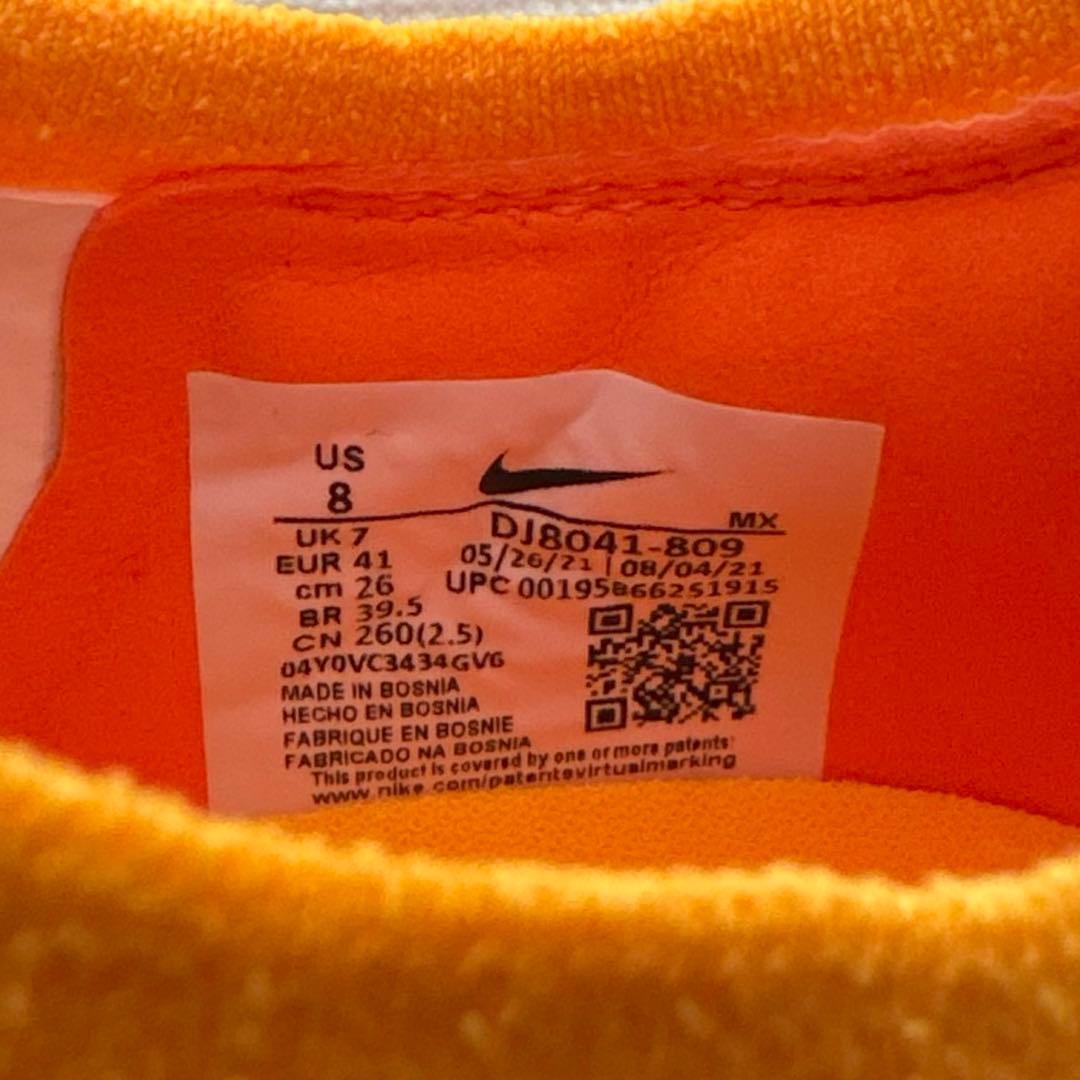 US
8
MX
UK 7
DJ8041-809
EUR 41
05/26/21 | 08/04/21
cm 26
UPC 00195866251915
BR 39.5
CN 260(2.5)
04Y0VC3434GV6
MADE IN BOSNIA
HECHO EN BOSNIA
FABRIQUE EN BOSNIE
FABRICADO NA BOSNIA
This product is covered by one or more patents:
www.nike.com/patentsvirtualmarking